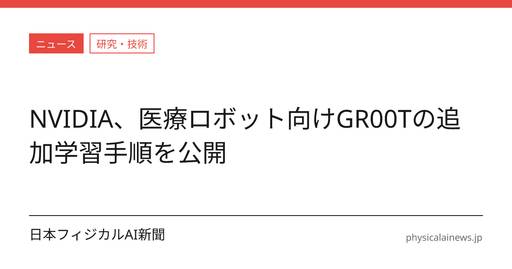 ニュース 研究・技術
NVIDIA、医療ロボット向けGR00Tの追
加学習手順を公開
日本フィジカルAI新聞 physicalainews.jp